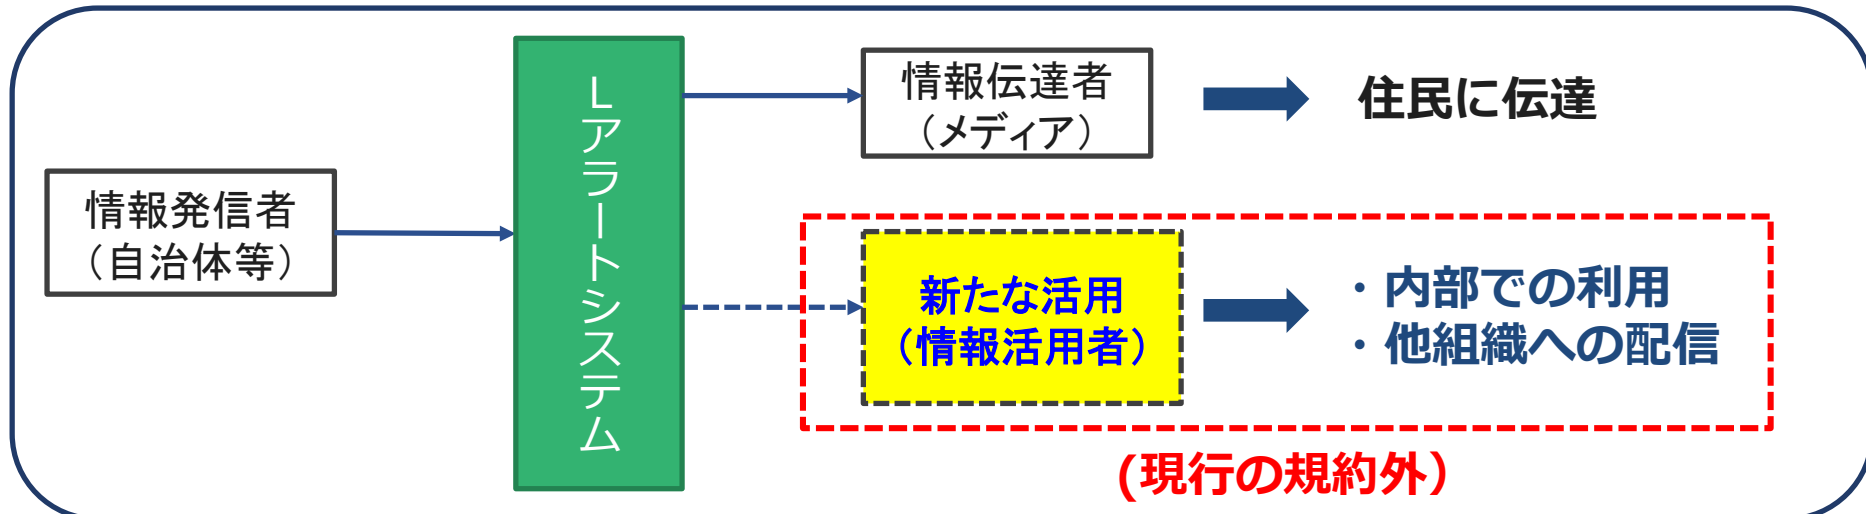 情報発信者
（自治体等）
Lアラートシステム
情報伝達者
（メディア）
住民に伝達
新たな活用
（情報活用者）
・内部での利用
・他組織への配信
(現行の規約外）